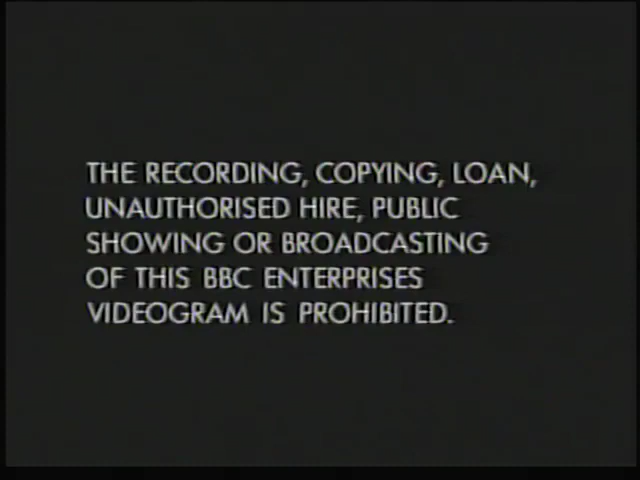 THE RECORDING, COPYING, LOAN,
UNAUTHORISED HIRE, PUBLIC
SHOWING OR BROADCASTING
OF THIS BBC ENTERPRISES
VIDEOGRAM IS PROHIBITED.